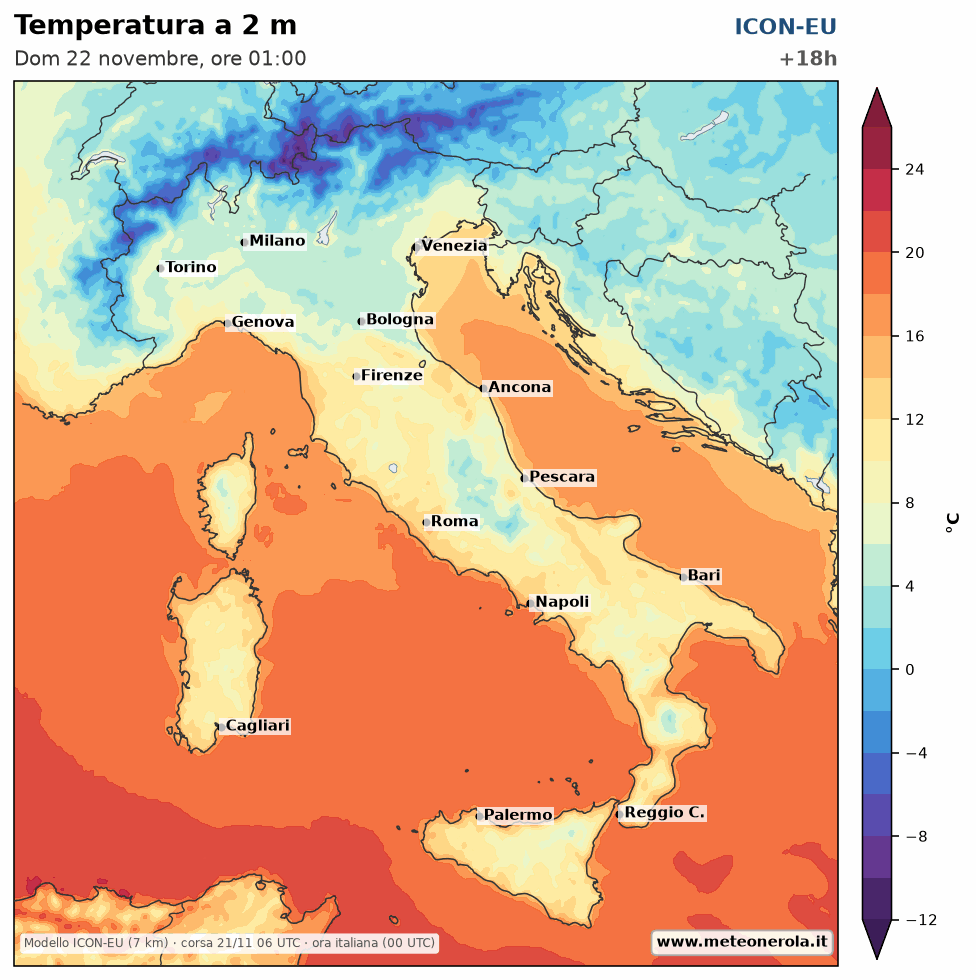 Temperatura a 2 m
ICON-EU
Dom 22 novembre, ore 01:00
+18h
24
20
16
12
8
4
0
−4
−8
−12
°C
Milano
Venezia
Torino
Genova
Bologna
Firenze
Ancona
Pescara
Roma
Bari
Napoli
Cagliari
Palermo
Reggio C.
Modello ICON-EU (7 km) · corsa 21/11 06 UTC · ora italiana (00 UTC)
www.meteonerola.it